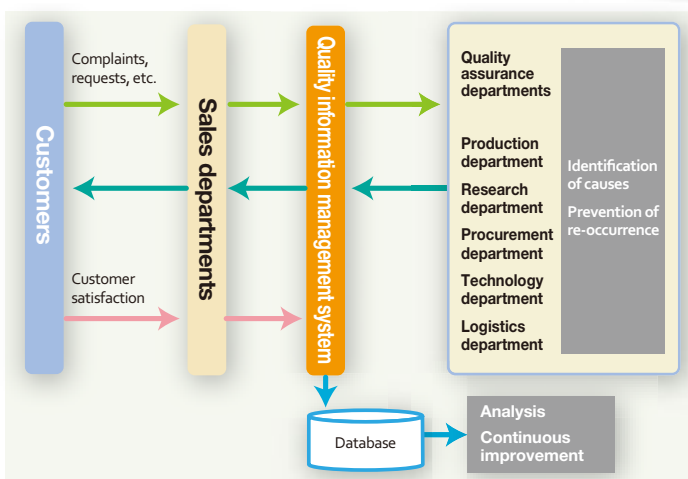 Customers
Complaints,
requests, etc.
Customer
satisfaction
Sales departments
Quality information management system
Quality
assurance
departments
Production
department
Research
department
Procurement
department
Technology
department
Logistics
department
Identification
of causes
Prevention of
re-occurrence
Database
Analysis
Continuous
improvement